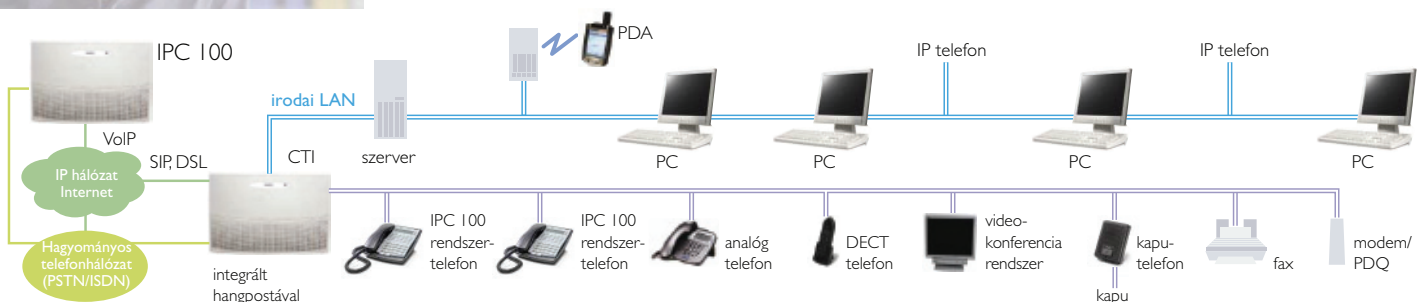 IPC 100
PDA
IP telefon
IP telefon
irodai LAN
VoIP
SIP, DSL
CTI
szerver
PC
PC
PC
PC
IP hálózat
Internet
Hagyományos
telefonhálózat
(PSTN/ISDN)
integrált
hangpostával
IPC 100
rendszer-
telefon
IPC 100
rendszer-
telefon
analóg
telefon
DECT
telefon
video-
konferencia
rendszer
kapu-
telefon
kapu
fax
modem/
PDQ